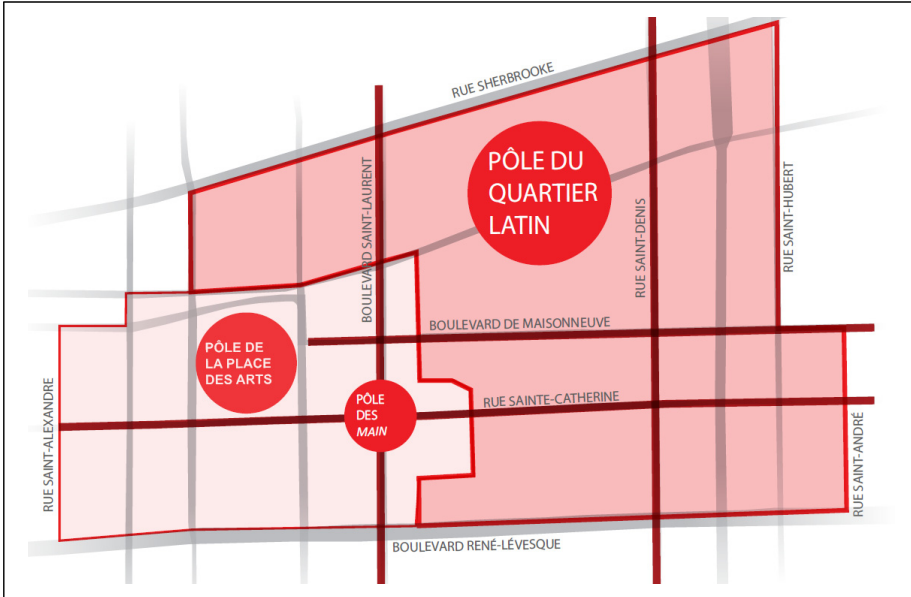 RUE SHERBROOKE
PÔLE DU
QUARTIER
LATIN
BOULEVARD SAINT-LAURENT
RUE SAINT-DENIS
RUE SAINT-HUBERT
BOULEVARD DE MAISONNEUVE
PÔLE DE
LA PLACE
DES ARTS
PÔLE
DES
MAIN
RUE SAINTE-CATHERINE
RUE SAINT-ALEXANDRE
RUE SAINT-ANDRÉ
BOULEVARD RENÉ-LÉVESQUE